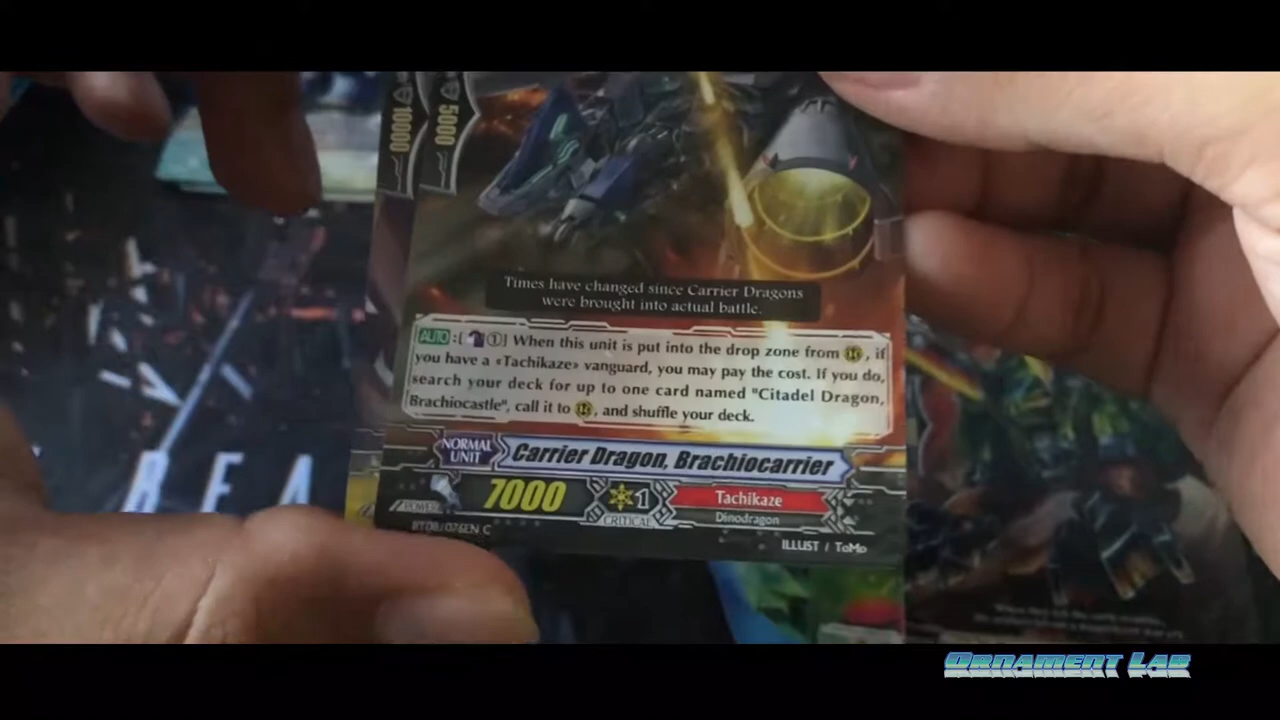 10000
5000
Times have changed since Carrier Dragons
were brought into actual battle.
AUTO : [ 1 ] When this unit is put into the drop zone from , if
you have a «Tachikaze» vanguard, you may pay the cost. If you do,
search your deck for up to one card named "Citadel Dragon,
Brachiocastle", call it to , and shuffle your deck.
NORMAL
UNIT
Carrier Dragon, Brachiocarrier
POWER
7000
1
CRITICAL
Tachikaze
Dinodragon
BT08/076EN C
ILLUST / ToMo
BEA
ORNAMENT LAB